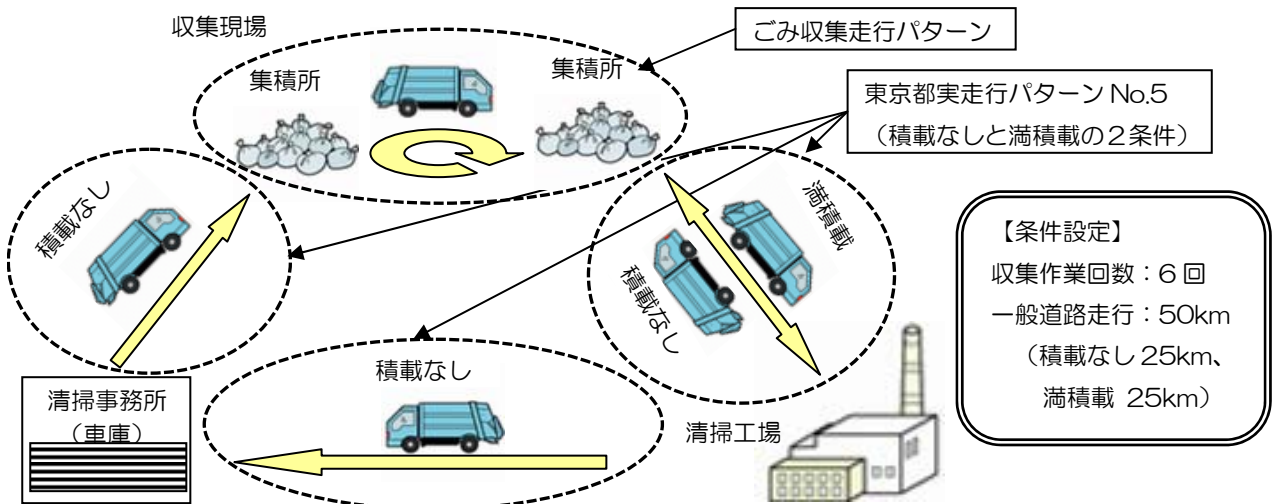 収集現場
ごみ収集走行パターン
集積所
集積所
東京都実走行パターン No.5
(積載なしと満積載の2条件)
積載なし
満積載
積載なし
【条件設定】
収集作業回数:6回
一般道路走行:50km
(積載なし 25km、
満積載 25km)
積載なし
清掃事務所
(車庫)
清掃工場